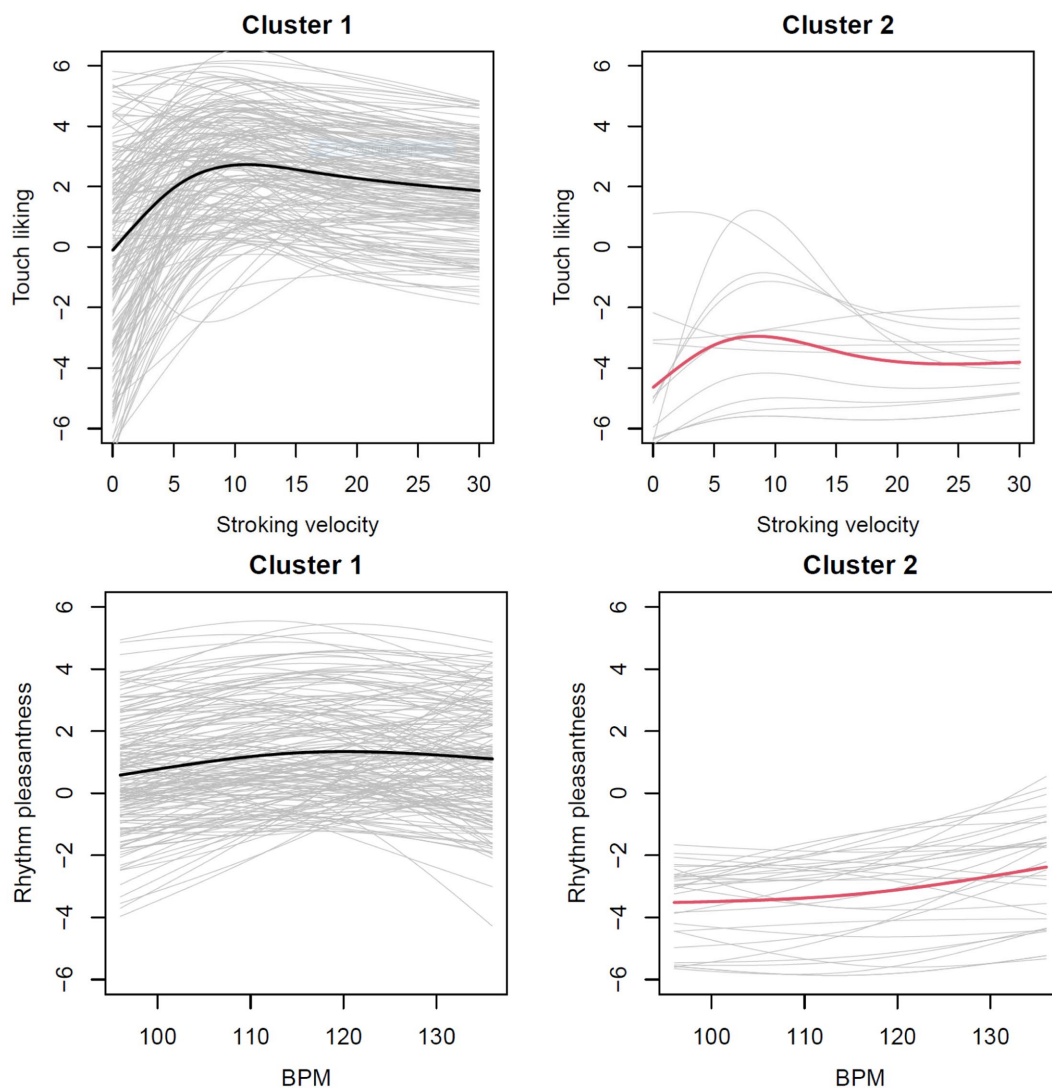 Cluster 1
Touch liking
6
4
2
0
−2
−4
−6
0 5 10 15 20 25 30
Stroking velocity
Cluster 2
Touch liking
6
4
2
0
−2
−4
−6
0 5 10 15 20 25 30
Stroking velocity
Cluster 1
Rhythm pleasantness
6
4
2
0
−2
−4
−6
100 110 120 130
BPM
Cluster 2
Rhythm pleasantness
6
4
2
0
−2
−4
−6
100 110 120 130
BPM